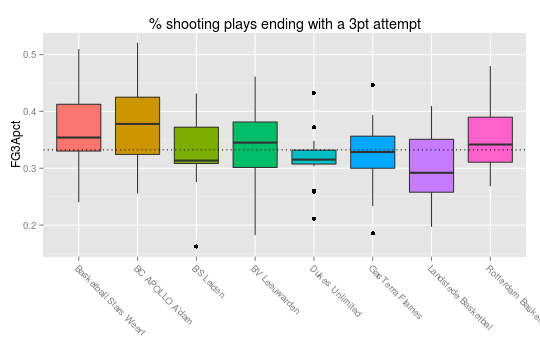 % shooting plays ending with a 3pt attempt
FG3Apct
0.5
0.4
0.3
0.2
Basketball Stars Weert
BC APOLLO A'dam
BS Leiden
BV Leeuwarden
Dukes Unlimited
GasTerra Flames
Landstede Basketbal
Rotterdam Baske